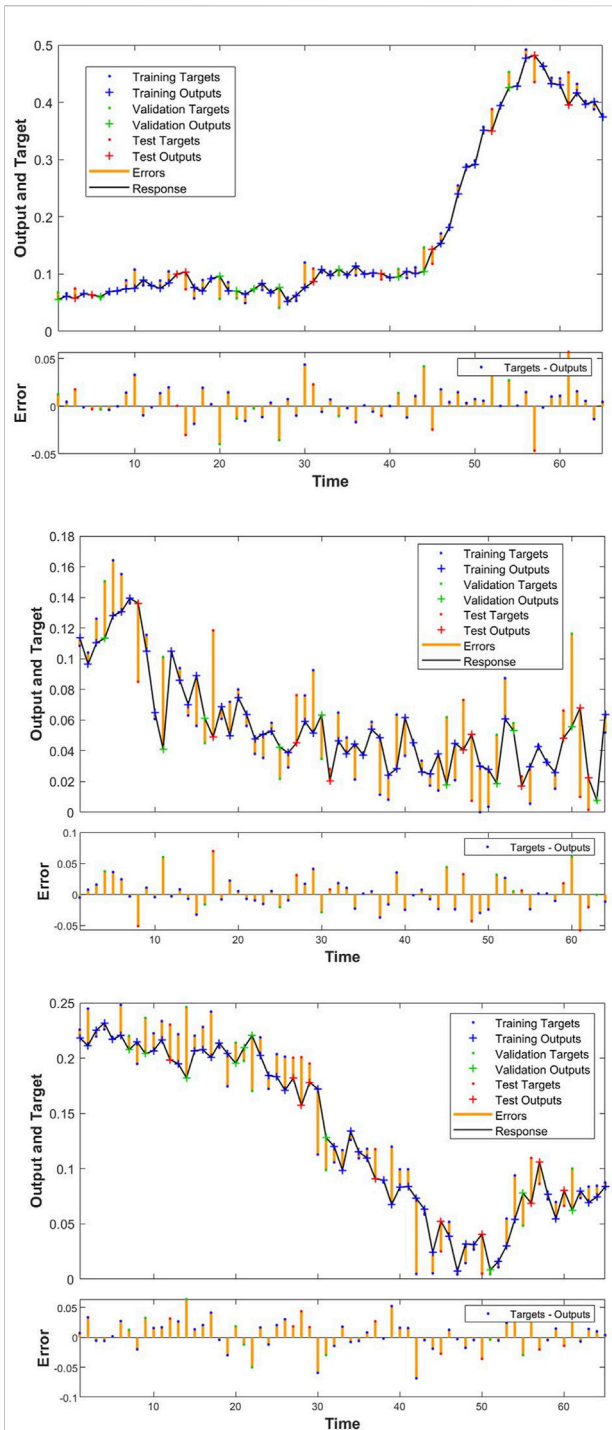 0.5
0.4
0.3
0.2
0.1
0
Output and Target
Training Targets
Training Outputs
Validation Targets
Validation Outputs
Test Targets
Test Outputs
Errors
Response
0.05
0
-0.05
Error
Targets - Outputs
10 20 30 40 50 60
Time
0.18
0.16
0.14
0.12
0.1
0.08
0.06
0.04
0.02
0
Output and Target
Training Targets
Training Outputs
Validation Targets
Validation Outputs
Test Targets
Test Outputs
Errors
Response
0.1
0.05
0
-0.05
Error
Targets - Outputs
10 20 30 40 50 60
Time
0.25
0.2
0.15
0.1
0.05
0
Output and Target
Training Targets
Training Outputs
Validation Targets
Validation Outputs
Test Targets
Test Outputs
Errors
Response
0.05
0
-0.05
-0.1
Error
Targets - Outputs
10 20 30 40 50 60
Time